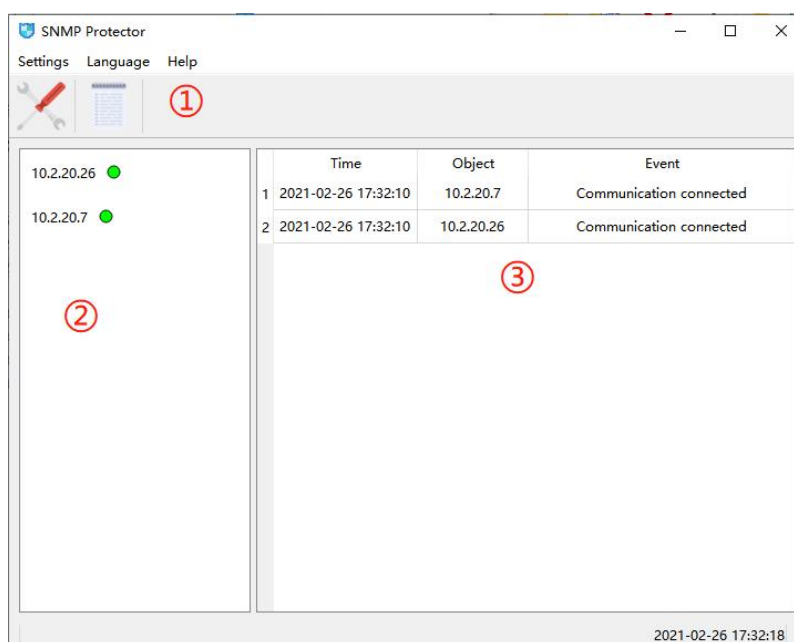 SNMP Protector
Settings Language Help
①
Time Object Event
10.2.20.26
1 2021-02-26 17:32:10 10.2.20.7 Communication connected
10.2.20.7
2 2021-02-26 17:32:10 10.2.20.26 Communication connected
②
③
2021-02-26 17:32:18